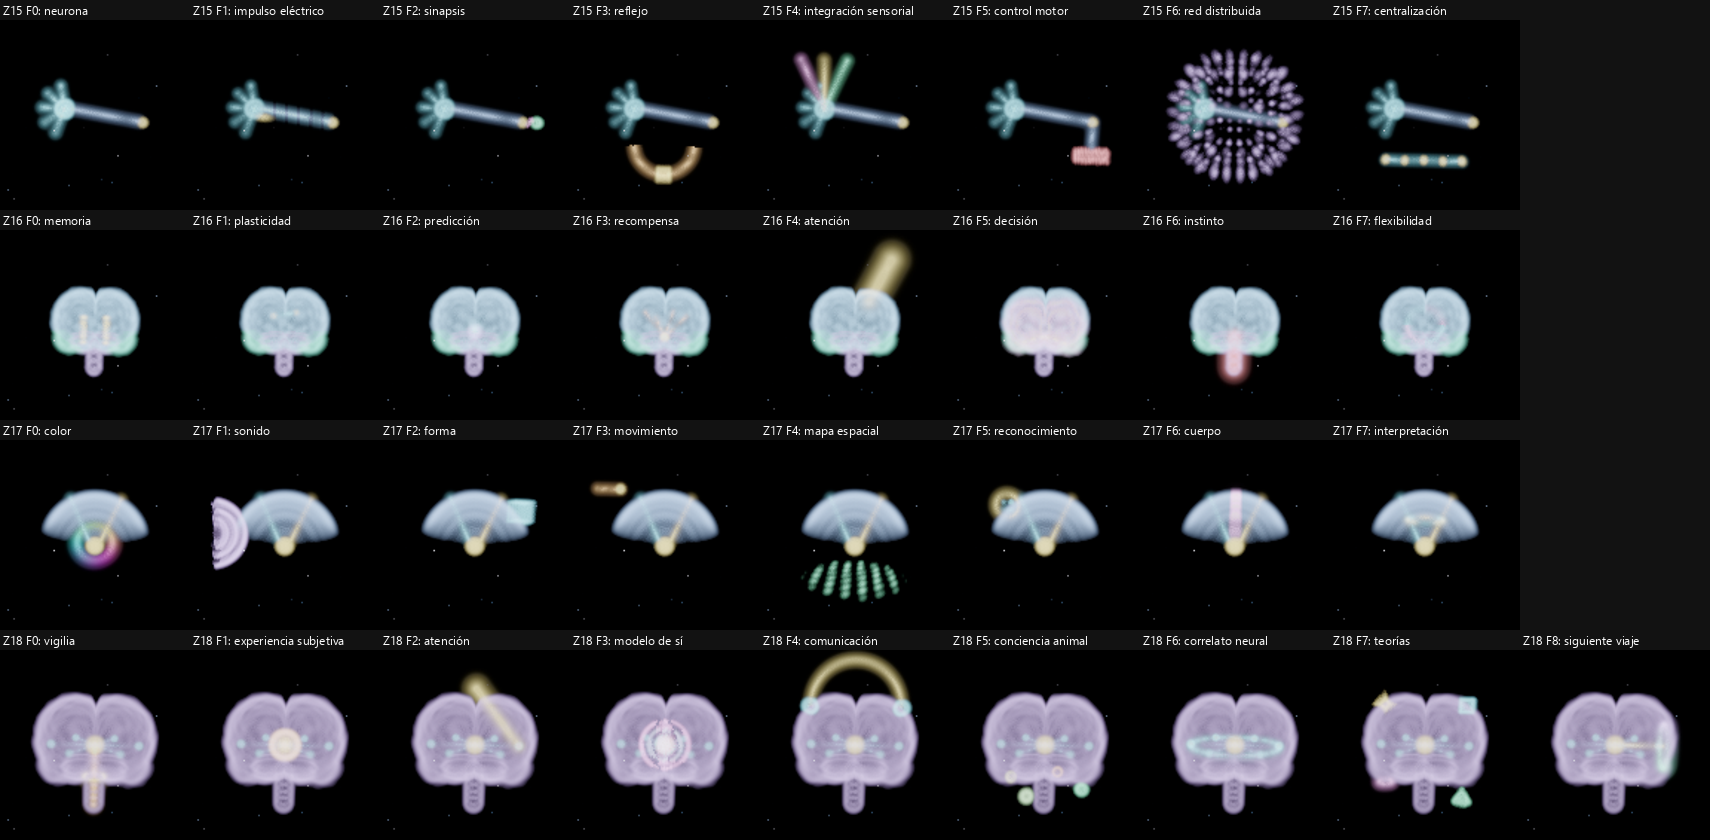 Z15 F0: neurona
Z15 F1: impulso eléctrico
Z15 F2: sinapsis
Z15 F3: reflejo
Z15 F4: integración sensorial
Z15 F5: control motor
Z15 F6: red distribuida
Z15 F7: centralización
Z16 F0: memoria
Z16 F1: plasticidad
Z16 F2: predicción
Z16 F3: recompensa
Z16 F4: atención
Z16 F5: decisión
Z16 F6: instinto
Z16 F7: flexibilidad
Z17 F0: color
Z17 F1: sonido
Z17 F2: forma
Z17 F3: movimiento
Z17 F4: mapa espacial
Z17 F5: reconocimiento
Z17 F6: cuerpo
Z17 F7: interpretación
Z18 F0: vigilia
Z18 F1: experiencia subjetiva
Z18 F2: atención
Z18 F3: modelo de sí
Z18 F4: comunicación
Z18 F5: conciencia animal
Z18 F6: correlato neural
Z18 F7: teorías
Z18 F8: siguiente viaje